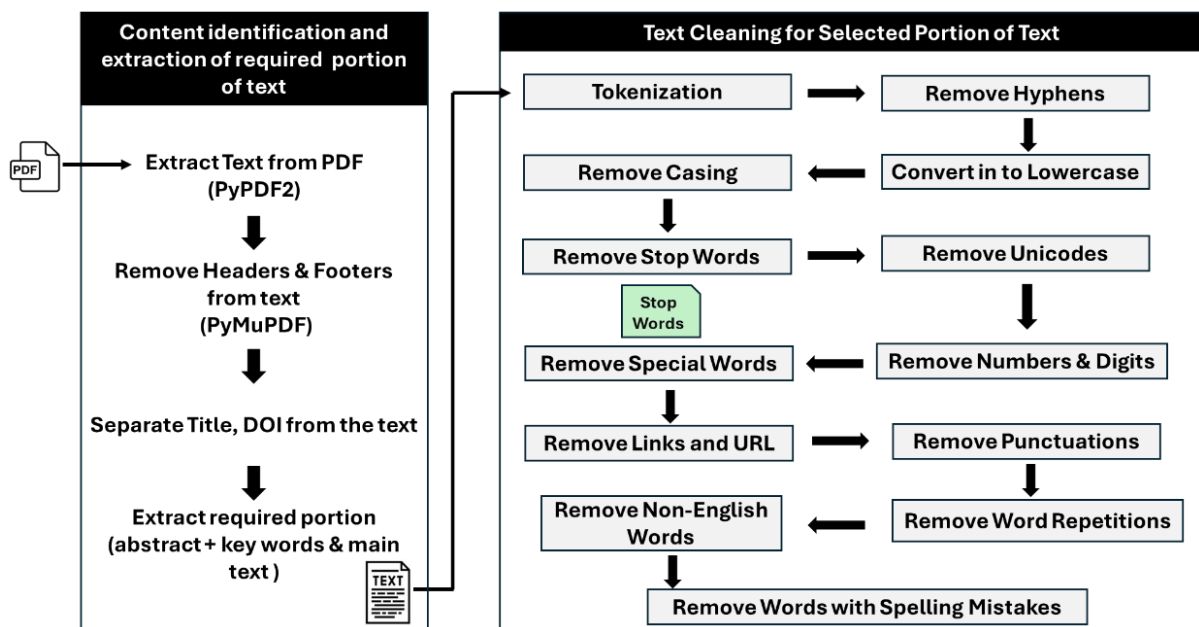 Content identification and
extraction of required portion
of text
PDF
Extract Text from PDF
(PyPDF2)
Remove Headers & Footers
from text
(PyMuPDF)
Separate Title, DOI from the text
Extract required portion
(abstract + key words & main
text )
TEXT
Text Cleaning for Selected Portion of Text
Tokenization
Remove Hyphens
Convert in to Lowercase
Remove Casing
Remove Stop Words
Stop
Words
Remove Unicodes
Remove Numbers & Digits
Remove Special Words
Remove Links and URL
Remove Punctuations
Remove Word Repetitions
Remove Non-English
Words
Remove Words with Spelling Mistakes